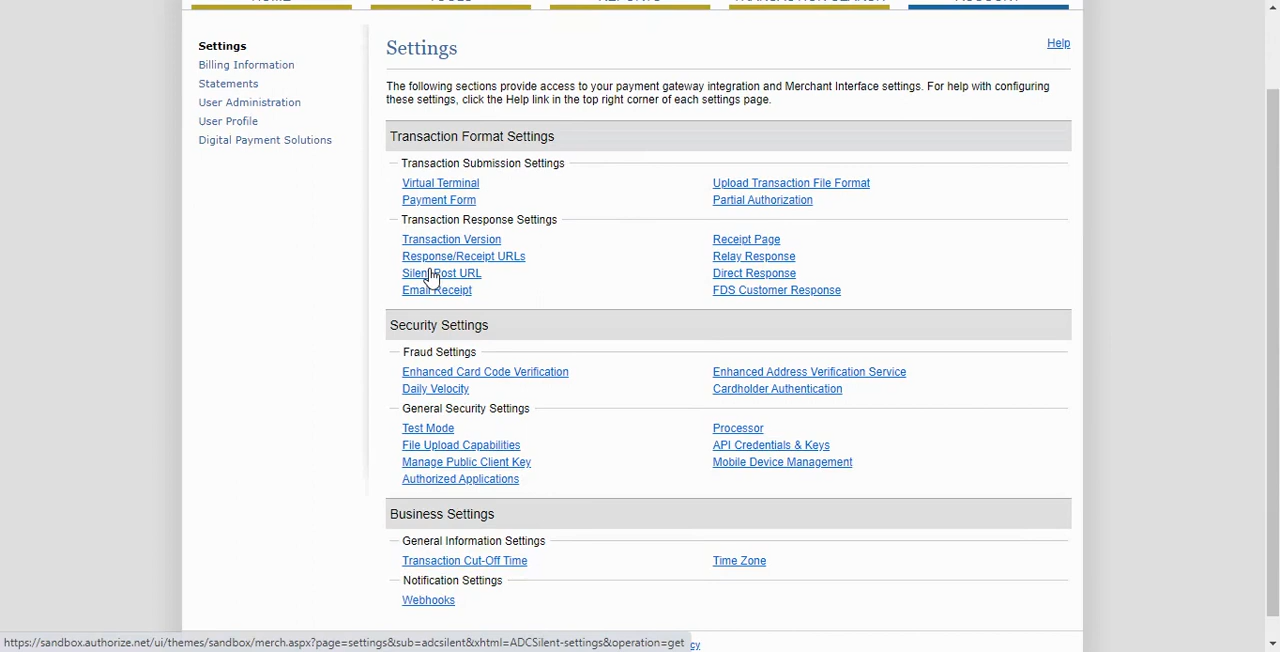 HOME TOOLS REPORTS TRANSACTION SEARCH ACCOUNT
Settings
Billing Information
Statements
User Administration
User Profile
Digital Payment Solutions
Settings
Help
The following sections provide access to your payment gateway integration and Merchant Interface settings. For help with configuring
these settings, click the Help link in the top right corner of each settings page.
Transaction Format Settings
Transaction Submission Settings
Virtual Terminal
Upload Transaction File Format
Payment Form
Partial Authorization
Transaction Response Settings
Transaction Version
Receipt Page
Response/Receipt URLs
Relay Response
Silent Post URL
Direct Response
Email Receipt
FDS Customer Response
Security Settings
Fraud Settings
Enhanced Card Code Verification
Enhanced Address Verification Service
Daily Velocity
Cardholder Authentication
General Security Settings
Test Mode
Processor
File Upload Capabilities
API Credentials & Keys
Manage Public Client Key
Mobile Device Management
Authorized Applications
Business Settings
General Information Settings
Transaction Cut-Off Time
Time Zone
Notification Settings
Webhooks
https://sandbox.authorize.net/ui/themes/sandbox/merch.aspx?page=settings&sub=adcsilent&xhtml=ADCSilent-settings&operation=get